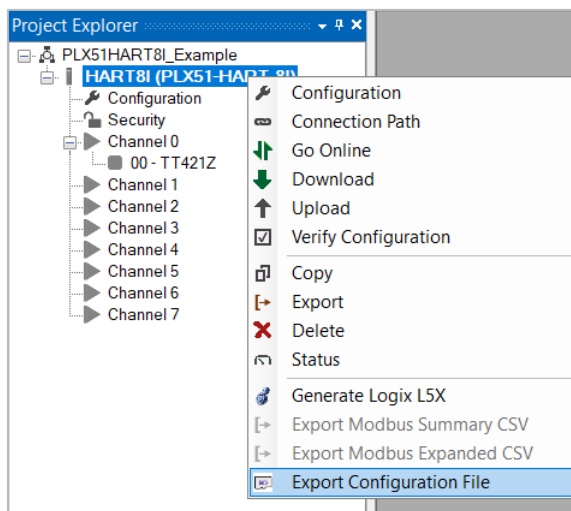 Project Explorer
PLX51HART8I_Example
HART8I (PLX51-HART-8I)
Configuration
Security
Channel 0
00 - TT421Z
Channel 1
Channel 2
Channel 3
Channel 4
Channel 5
Channel 6
Channel 7
Configuration
Connection Path
Go Online
Download
Upload
Verify Configuration
Copy
Export
Delete
Status
Generate Logix L5X
Export Modbus Summary CSV
Export Modbus Expanded CSV
Export Configuration File